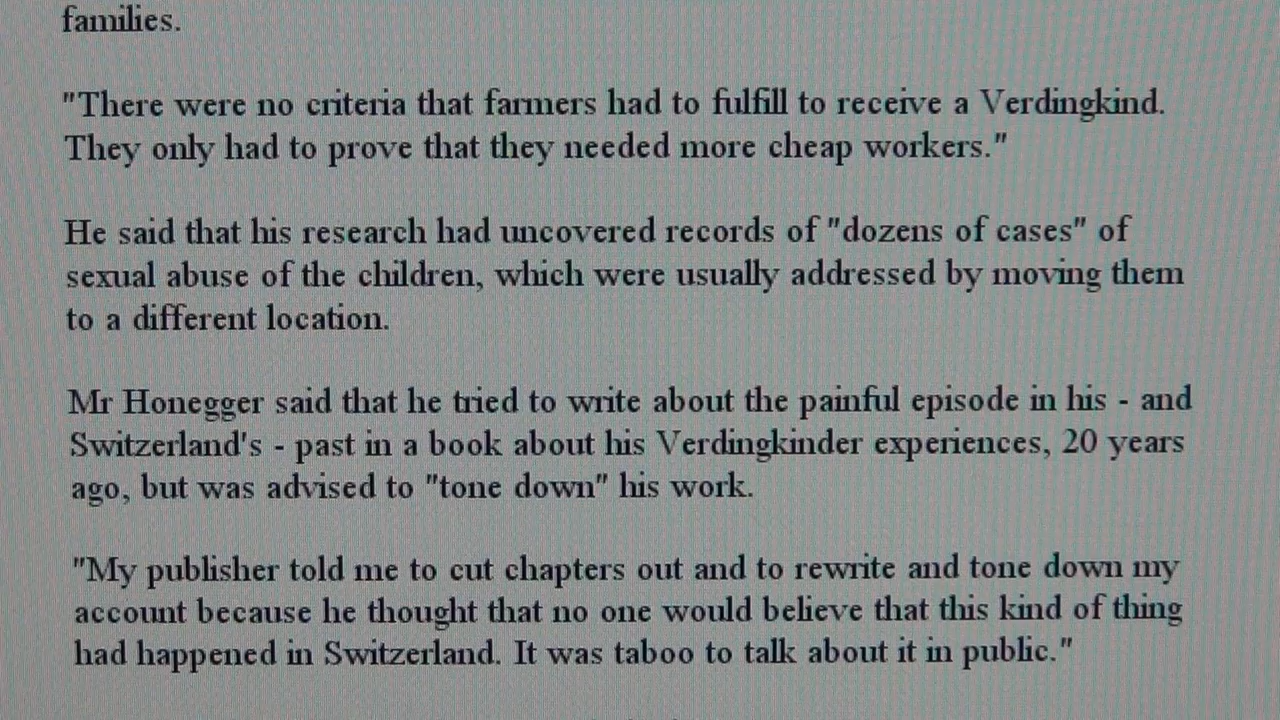 families.
"There were no criteria that farmers had to fulfill to receive a Verdingkind.
They only had to prove that they needed more cheap workers."
He said that his research had uncovered records of "dozens of cases" of
sexual abuse of the children, which were usually addressed by moving them
to a different location.
Mr Honegger said that he tried to write about the painful episode in his - and
Switzerland's - past in a book about his Verdingkinder experiences, 20 years
ago, but was advised to "tone down" his work.
"My publisher told me to cut chapters out and to rewrite and tone down my
account because he thought that no one would believe that this kind of thing
had happened in Switzerland. It was taboo to talk about it in public."